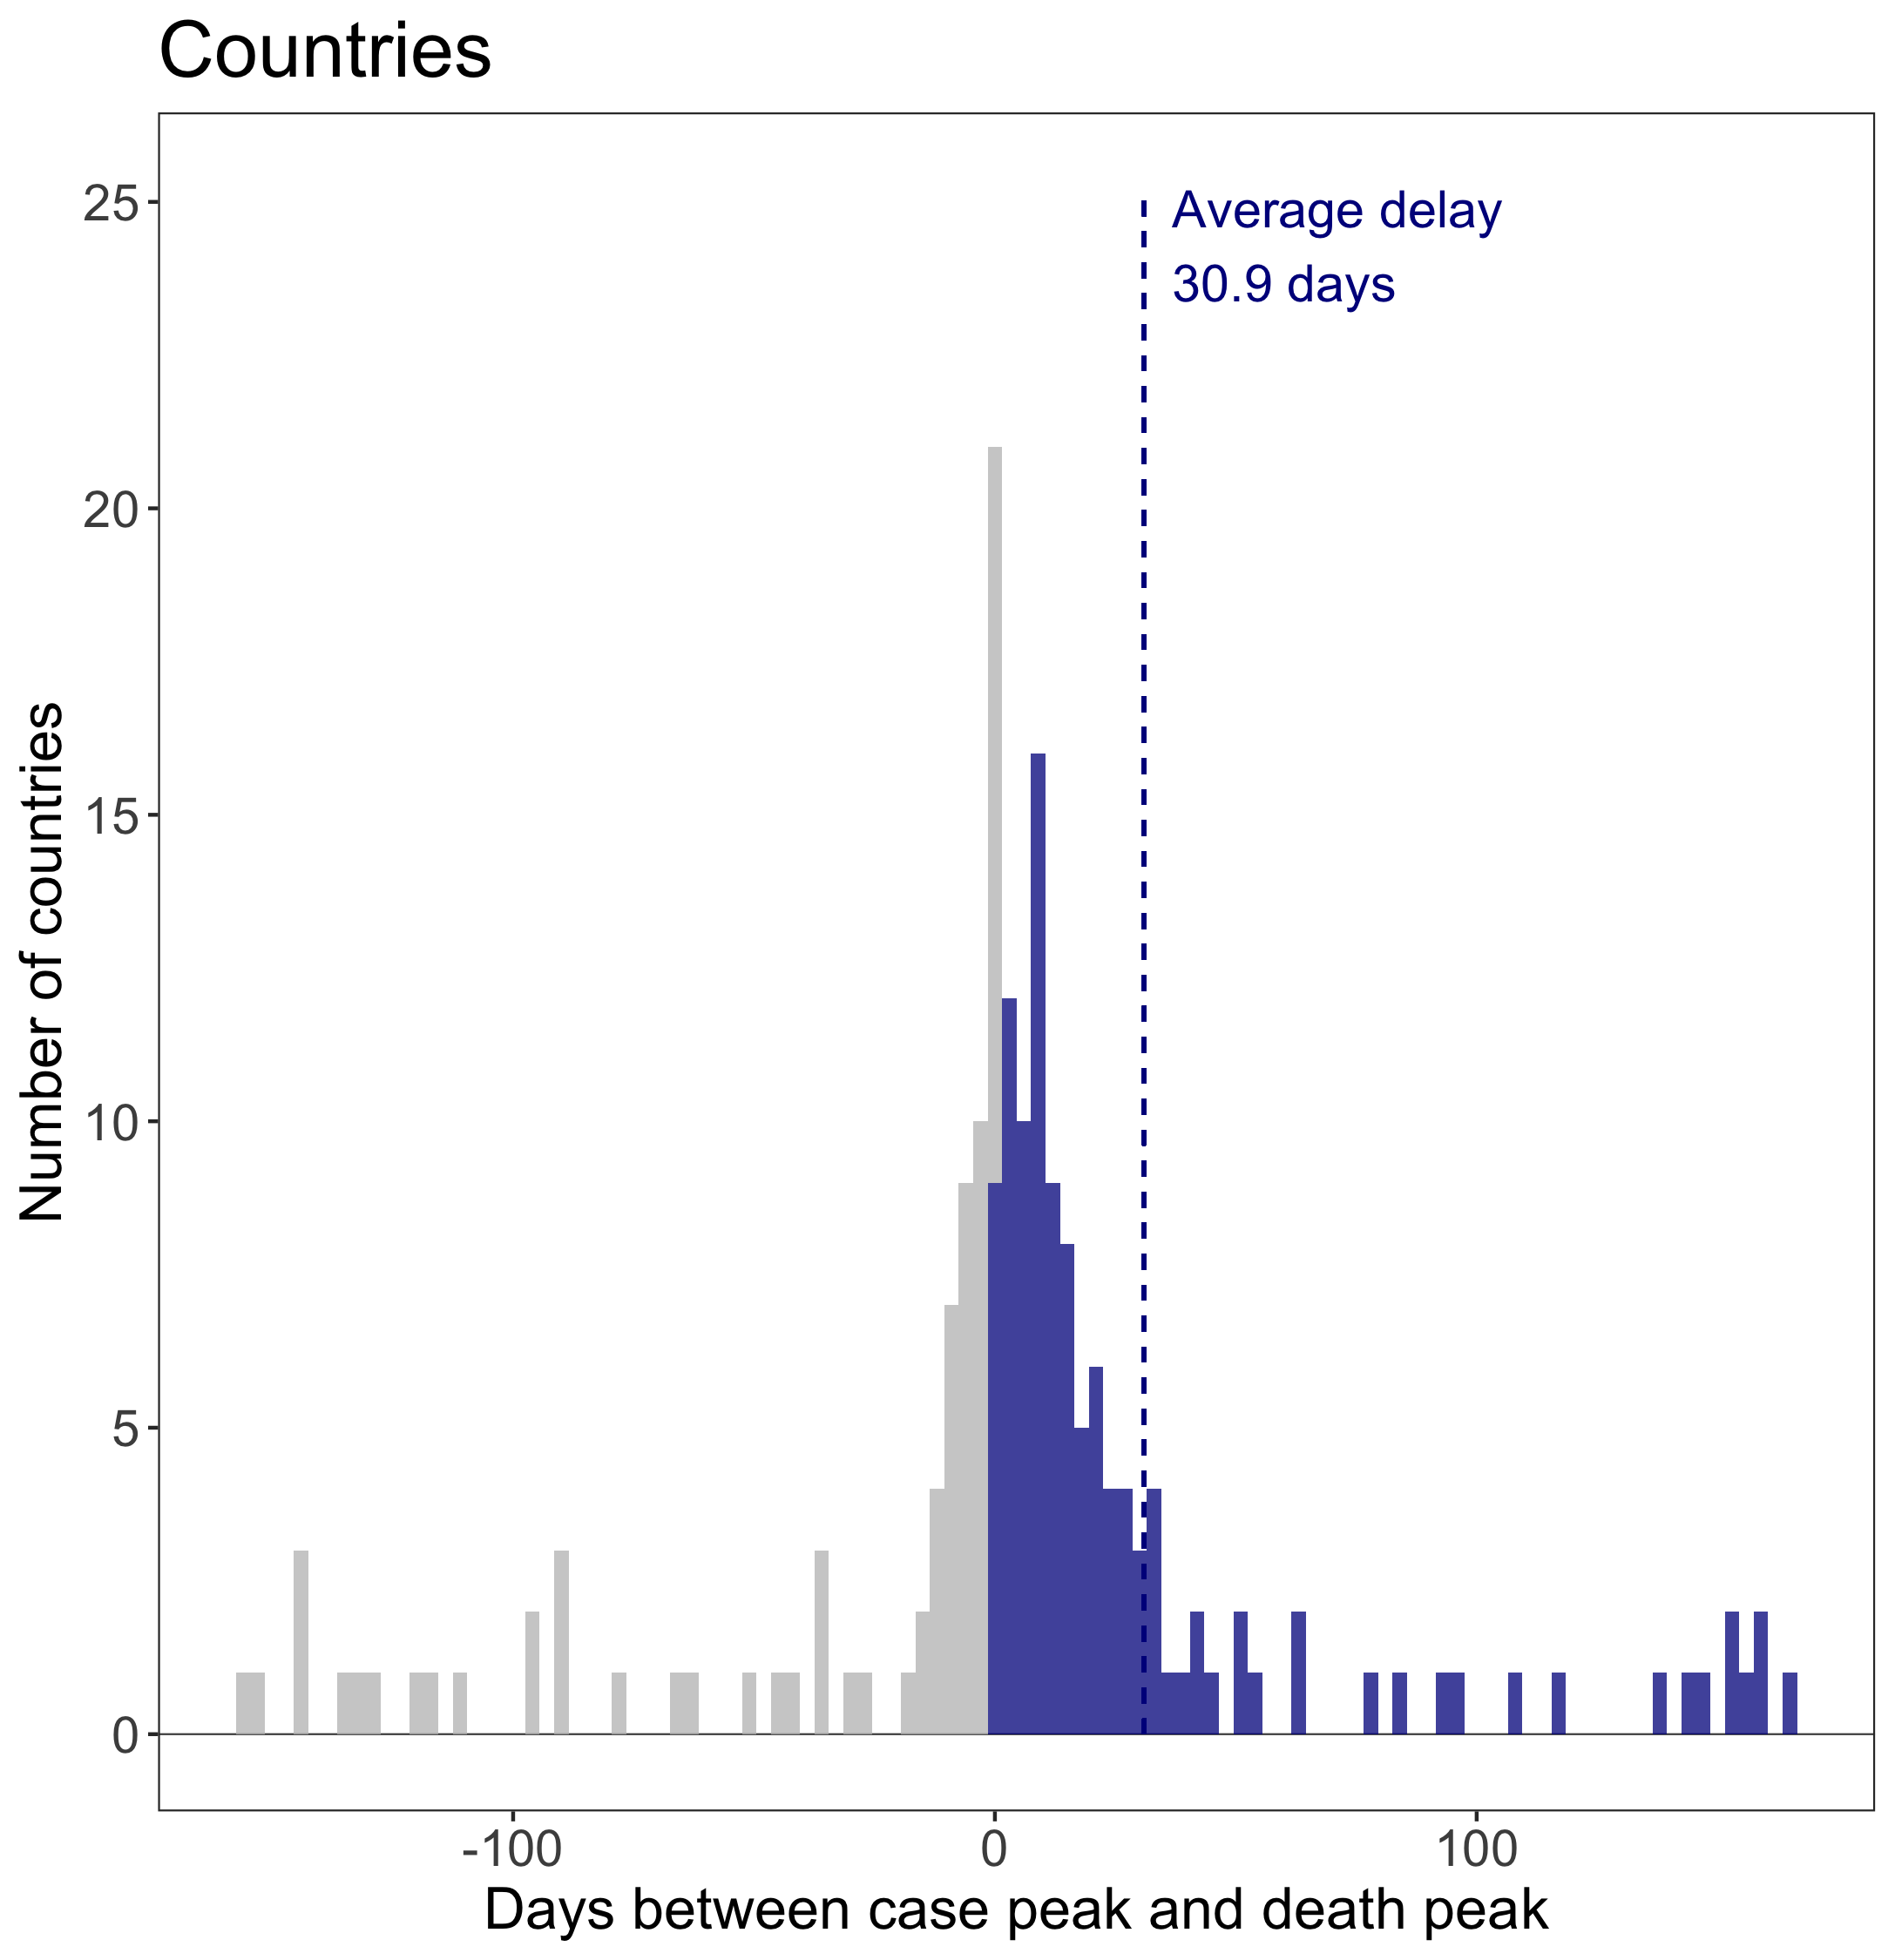 Countries
25
20
15
10
5
0
Average delay
30.9 days
Number of countries
-100
0
100
Days between case peak and death peak